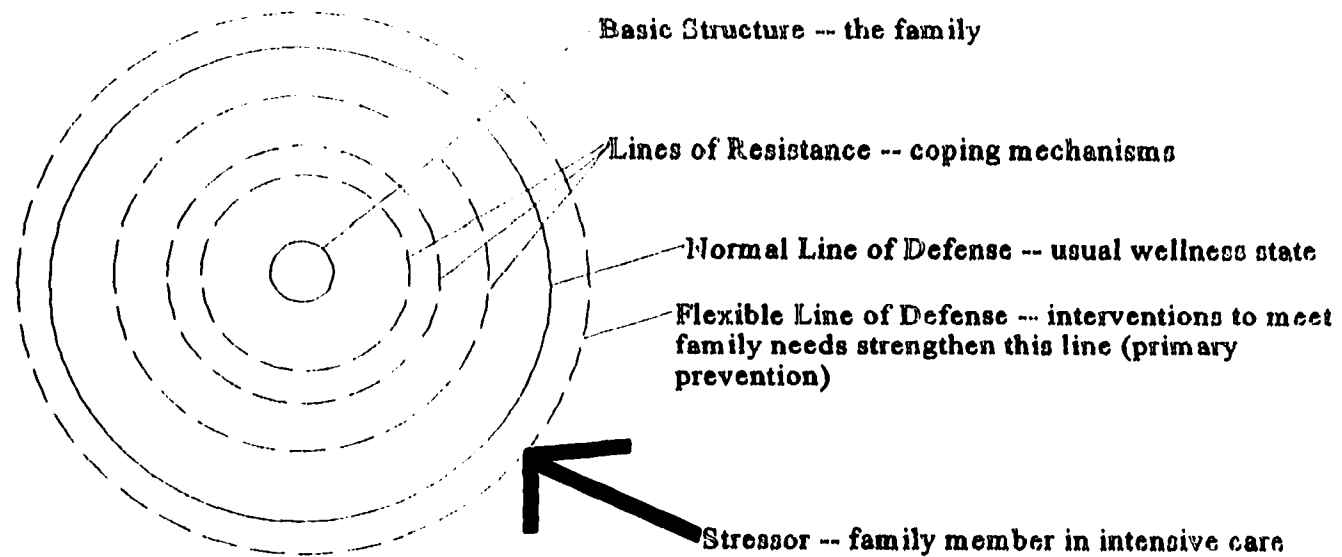 Basic Structure -- the family
Lines of Resistance -- coping mechanisms
Normal Line of Defense -- usual wellness state
Flexible Line of Defense -- interventions to meet
family needs strengthen this line (primary
prevention)
Stressor -- family member in intensive care